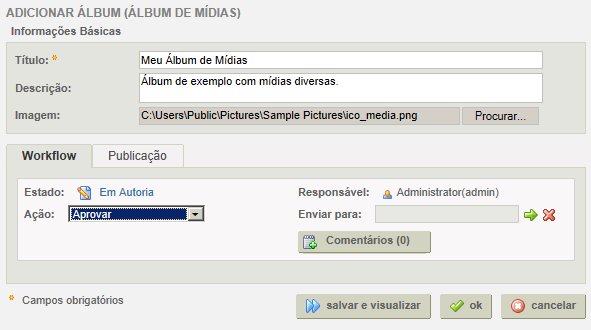 ADICIONAR ÁLBUM (ÁLBUM DE MÍDIAS)
Informações Básicas
Título: * Meu Álbum de Mídias
Descrição: Álbum de exemplo com mídias diversas.
Imagem: C:\Users\Public\Pictures\Sample Pictures\ico_media.png Procurar...
Workflow Publicação
Estado: Em Autoria Responsável: Administrator(admin)
Ação: Aprovar Enviar para:
Comentários (0)
* Campos obrigatórios salvar e visualizar ok cancelar